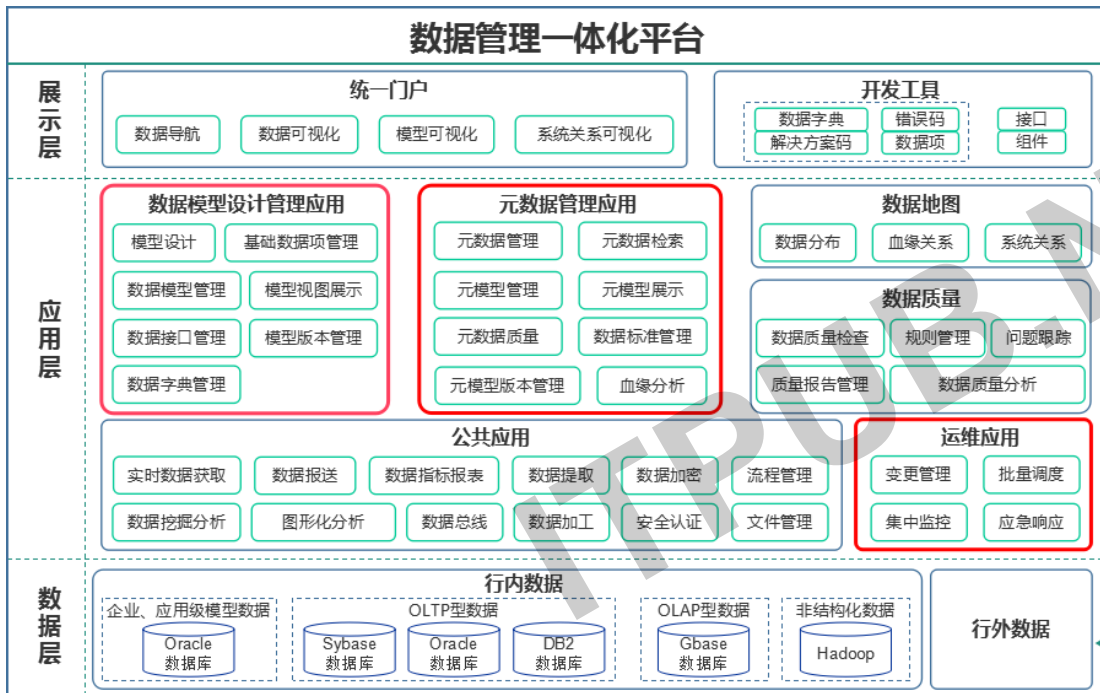 数据管理一体化平台
展示层
统一门户
数据导航
数据可视化
模型可视化
系统关系可视化
开发工具
数据字典
错误码
接口
解决方案码
数据项
组件
应用层
数据模型设计管理应用
模型设计
基础数据项管理
数据模型管理
模型视图展示
数据接口管理
模型版本管理
数据字典管理
元数据管理应用
元数据管理
元数据检索
元模型管理
元模型展示
元数据质量
数据标准管理
元模型版本管理
血缘分析
数据地图
数据分布
血缘关系
系统关系
数据质量
数据质量检查
规则管理
问题跟踪
质量报告管理
数据质量分析
公共应用
实时数据获取
数据报送
数据指标报表
数据提取
数据加密
流程管理
数据挖掘分析
图形化分析
数据总线
数据加工
安全认证
文件管理
运维应用
变更管理
批量调度
集中监控
应急响应
数据层
行内数据
企业、应用级模型数据
Oracle
数据库
OLTP型数据
Sybase
数据库
Oracle
数据库
DB2
数据库
OLAP型数据
Gbase
数据库
非结构化数据
Hadoop
行外数据
ITPUB.N